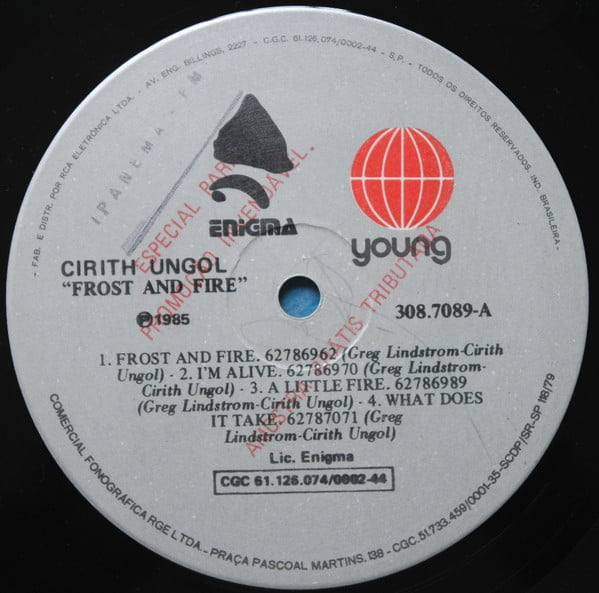 - FAB. E DISTR. POR RCA ELETRÔNICA LTDA. - AV. ENG. BILLINGS, 2227 - C.G.C. 61.126.074/0002-44 - S.P. - TODOS OS DIREITOS RESERVADOS. IND. BRASILEIRA -
IPANEMA - FM
ESPECIAL PARA
PROMOÇÃO INVENDÁVEL.
AMOSTRA GRÁTIS TRIBUTADA
ENIGMA
young
CIRITH UNGOL
"FROST AND FIRE"
℗1985
308.7089-A
1. FROST AND FIRE. 62786962 (Greg Lindstrom-Cirith
Ungol) - 2. I'M ALIVE. 62786970 (Greg Lindstrom-
Cirith Ungol) - 3. A LITTLE FIRE. 62786989
(Greg Lindstrom-Cirith Ungol) - 4. WHAT DOES
IT TAKE. 62787071 (Greg
Lindstrom-Cirith Ungol)
Lic. Enigma
CGC 61.126.074/0002-44
COMERCIAL FONOGRÁFICA RGE LTDA. - PRAÇA PASCOAL MARTINS, 138 - CGC. 51.733.459/0001-35-SCDP/SR-SP 118/79